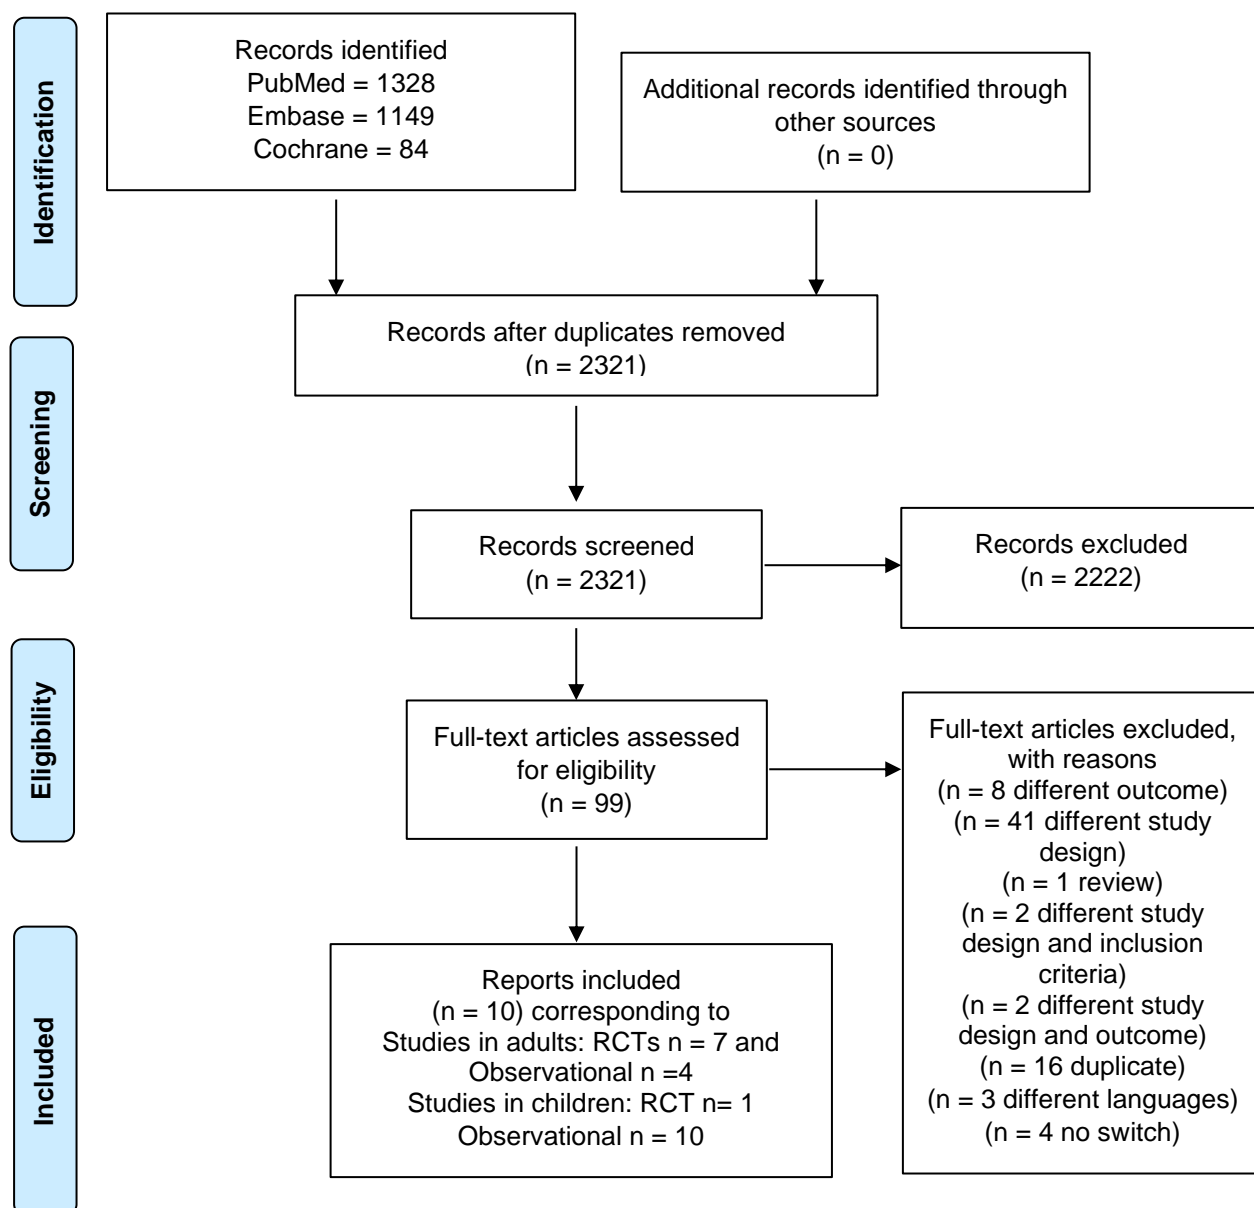 Identification
Records identified
PubMed = 1328
Embase = 1149
Cochrane = 84
Additional records identified through
other sources
(n = 0)
Records after duplicates removed
(n = 2321)
Screening
Records screened
(n = 2321)
Records excluded
(n = 2222)
Eligibility
Full-text articles assessed
for eligibility
(n = 99)
Full-text articles excluded,
with reasons
(n = 8 different outcome)
(n = 41 different study
design)
(n = 1 review)
(n = 2 different study
design and inclusion
criteria)
(n = 2 different study
design and outcome)
(n = 16 duplicate)
(n = 3 different languages)
(n = 4 no switch)
Included
Reports included
(n = 10) corresponding to
Studies in adults: RCTs n = 7 and
Observational n =4
Studies in children: RCT n= 1
Observational n = 10